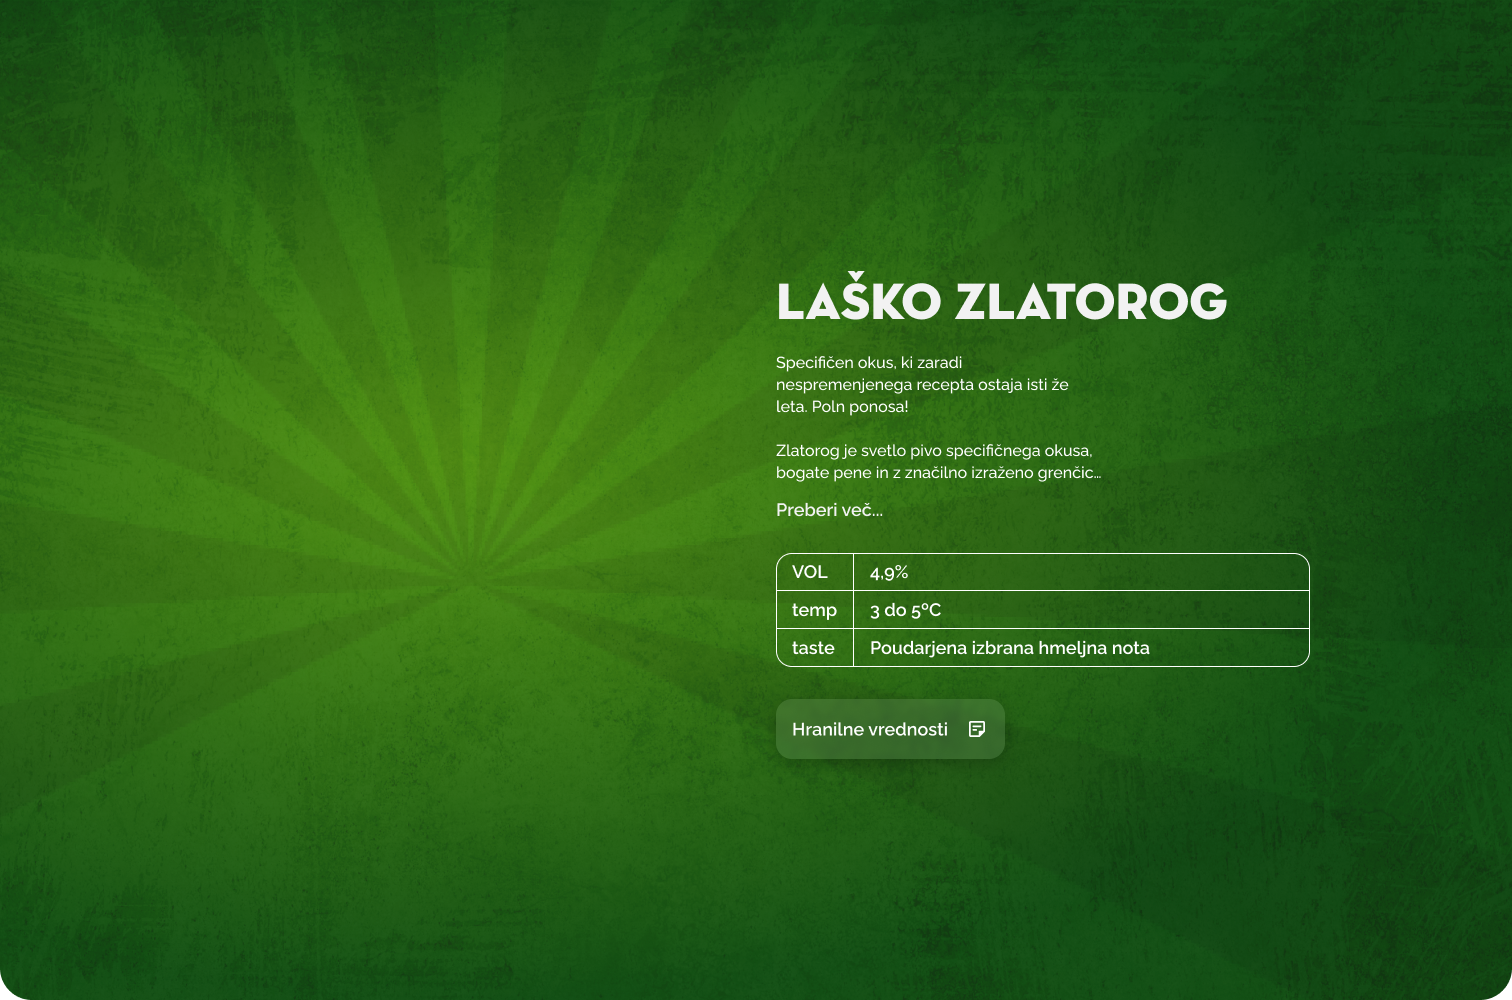 LAŠKO ZLATOROG
Specifičen okus, ki zaradi
nespremenjenega recepta ostaja isti že
leta. Poln ponosa!
Zlatorog je svetlo pivo specifičnega okusa,
bogate pene in z značilno izraženo grenčic...
Preberi več...
VOL 4,9%
temp 3 do 5ºC
taste Poudarjena izbrana hmeljna nota
Hranilne vrednosti